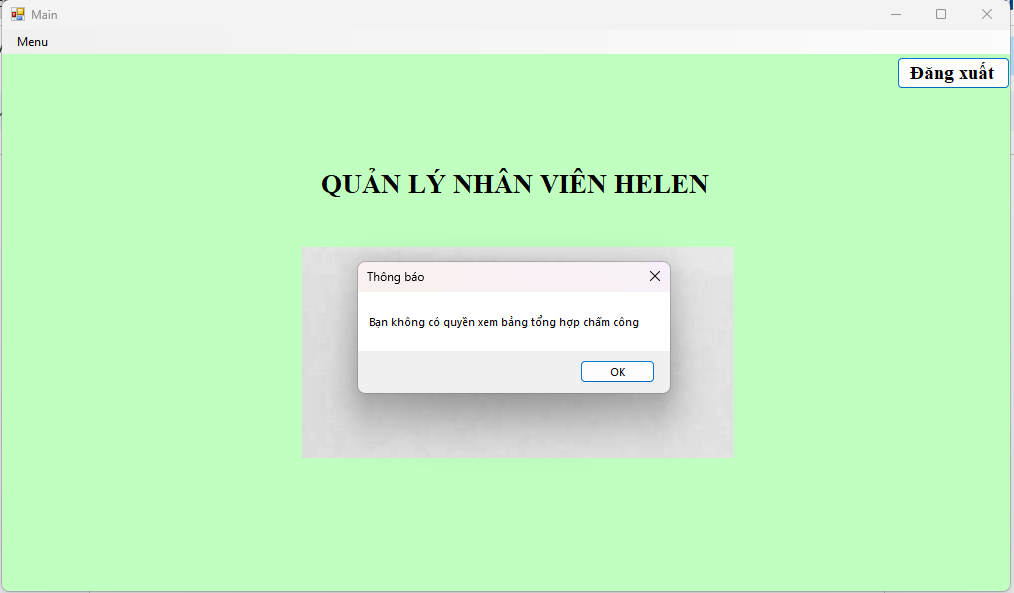 Main
Menu
Đăng xuất
QUẢN LÝ NHÂN VIÊN HELEN
Thông báo
Bạn không có quyền xem bảng tổng hợp chấm công
OK